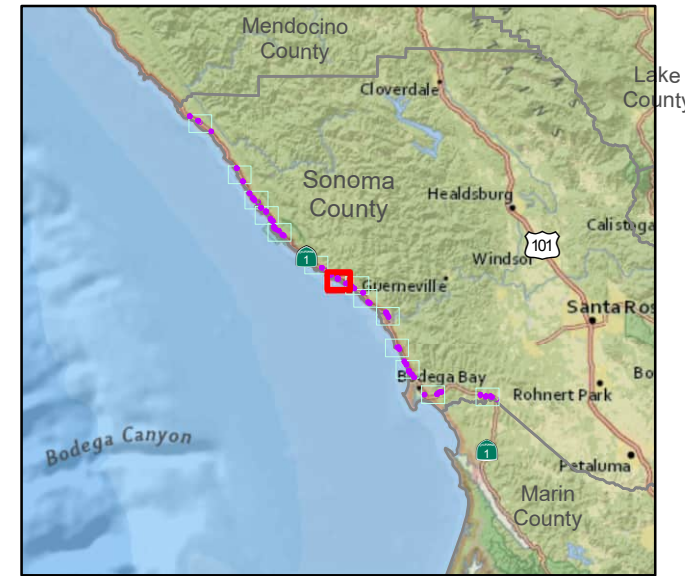 Mendocino
County
Lake
County
Cloverdale
Sonoma
County
Healdsburg
Calistoga
101
Windsor
1
Guerneville
Santa Ros
Bodega Bay
Bo
Rohnert Park
Bodega Canyon
1
Petaluma
Marin
County